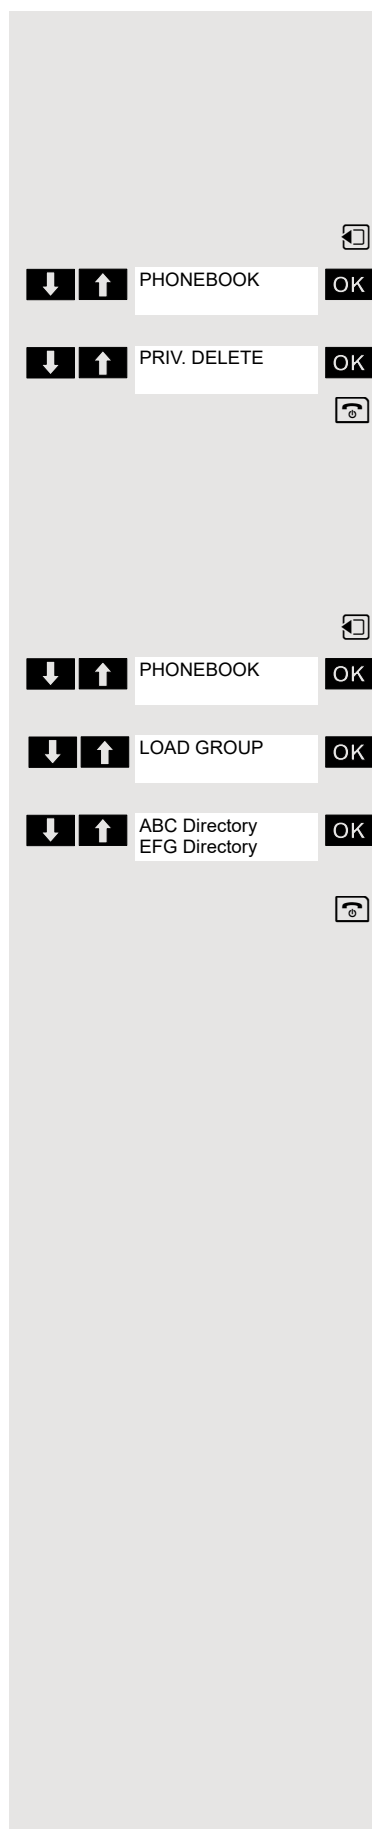 PHONEBOOK OK
PRIV. DELETE OK
PHONEBOOK OK
LOAD GROUP OK
ABC Directory OK
EFG Directory